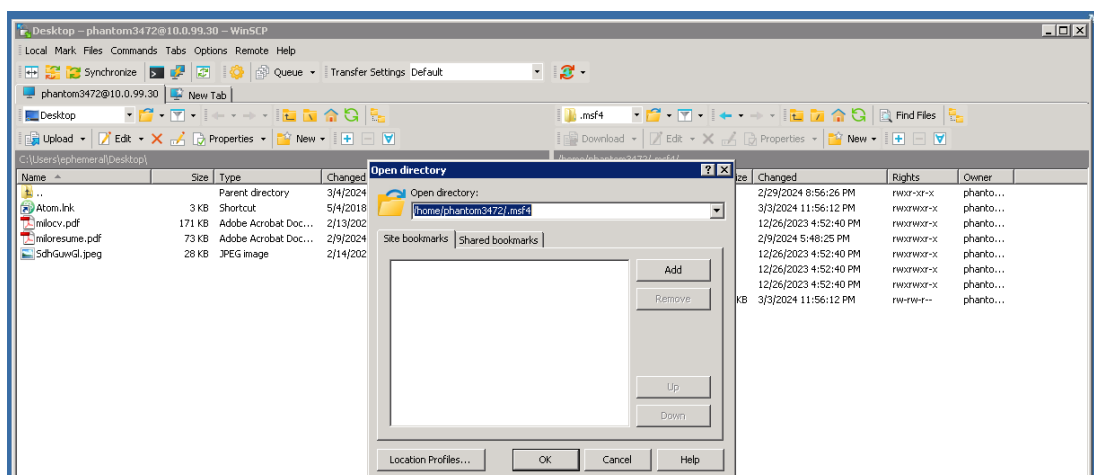 Desktop – phantom3472@10.0.99.30 – WinSCP
Local Mark Files Commands Tabs Options Remote Help
Synchronize Queue Transfer Settings Default
phantom3472@10.0.99.30 New Tab
Desktop .msf4 Find Files
Upload Edit Properties New Download Edit Properties New
C:\Users\ephemeral\Desktop\ /home/phantom3472/.msf4/
Name Size Type Changed Changed Rights Owner
.. Parent directory 3/4/2024 2/29/2024 8:56:26 PM rwxr-xr-x phanto...
Atom.lnk 3 KB Shortcut 5/4/2018 3/3/2024 11:56:12 PM rwxrwxr-x phanto...
milocv.pdf 171 KB Adobe Acrobat Doc... 2/13/202 12/26/2023 4:52:40 PM rwxrwxr-x phanto...
miloresume.pdf 73 KB Adobe Acrobat Doc... 2/9/2024 2/9/2024 5:48:25 PM rwxrwxr-x phanto...
SdhGuwGl.jpeg 28 KB JPEG image 2/14/202 12/26/2023 4:52:40 PM rwxrwxr-x phanto...
12/26/2023 4:52:40 PM rwxrwxr-x phanto...
KB 3/3/2024 11:56:12 PM rw-rw-r-- phanto...
Open directory
Open directory:
/home/phantom3472/.msf4
Site bookmarks Shared bookmarks
Add
Remove
Up
Down
Location Profiles... OK Cancel Help